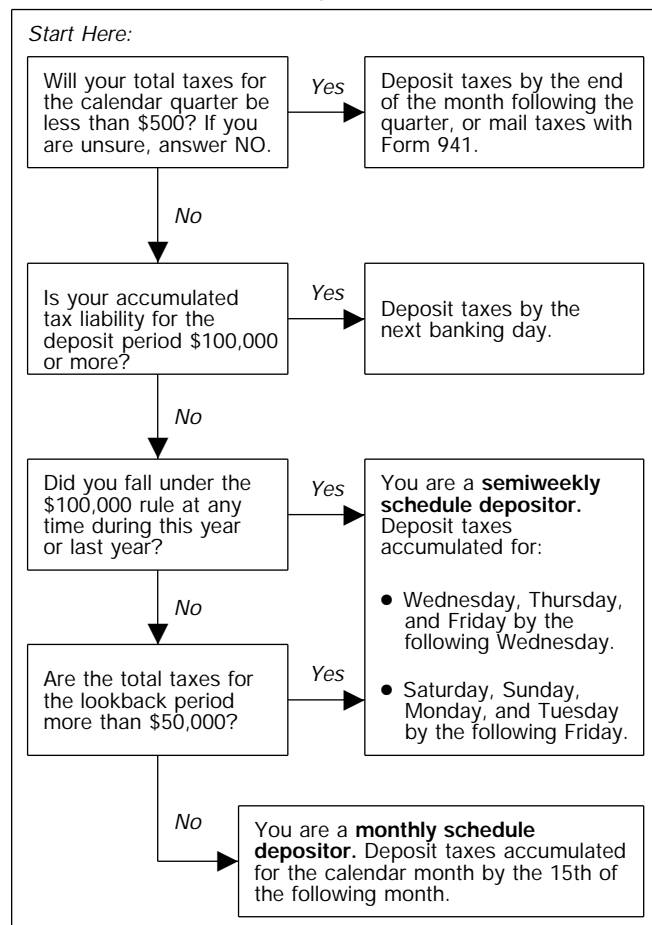 Start Here:
Will your total taxes for
the calendar quarter be
less than $500? If you
are unsure, answer NO.
Yes
Deposit taxes by the end
of the month following the
quarter, or mail taxes with
Form 941.
No
Is your accumulated
tax liability for the
deposit period $100,000
or more?
Yes
Deposit taxes by the
next banking day.
No
Did you fall under the
$100,000 rule at any
time during this year
or last year?
Yes
You are a semiweekly
schedule depositor.
Deposit taxes
accumulated for:
● Wednesday, Thursday,
and Friday by the
following Wednesday.
● Saturday, Sunday,
Monday, and Tuesday
by the following Friday.
No
Are the total taxes for
the lookback period
more than $50,000?
Yes
No
You are a monthly schedule
depositor. Deposit taxes accumulated
for the calendar month by the 15th of
the following month.